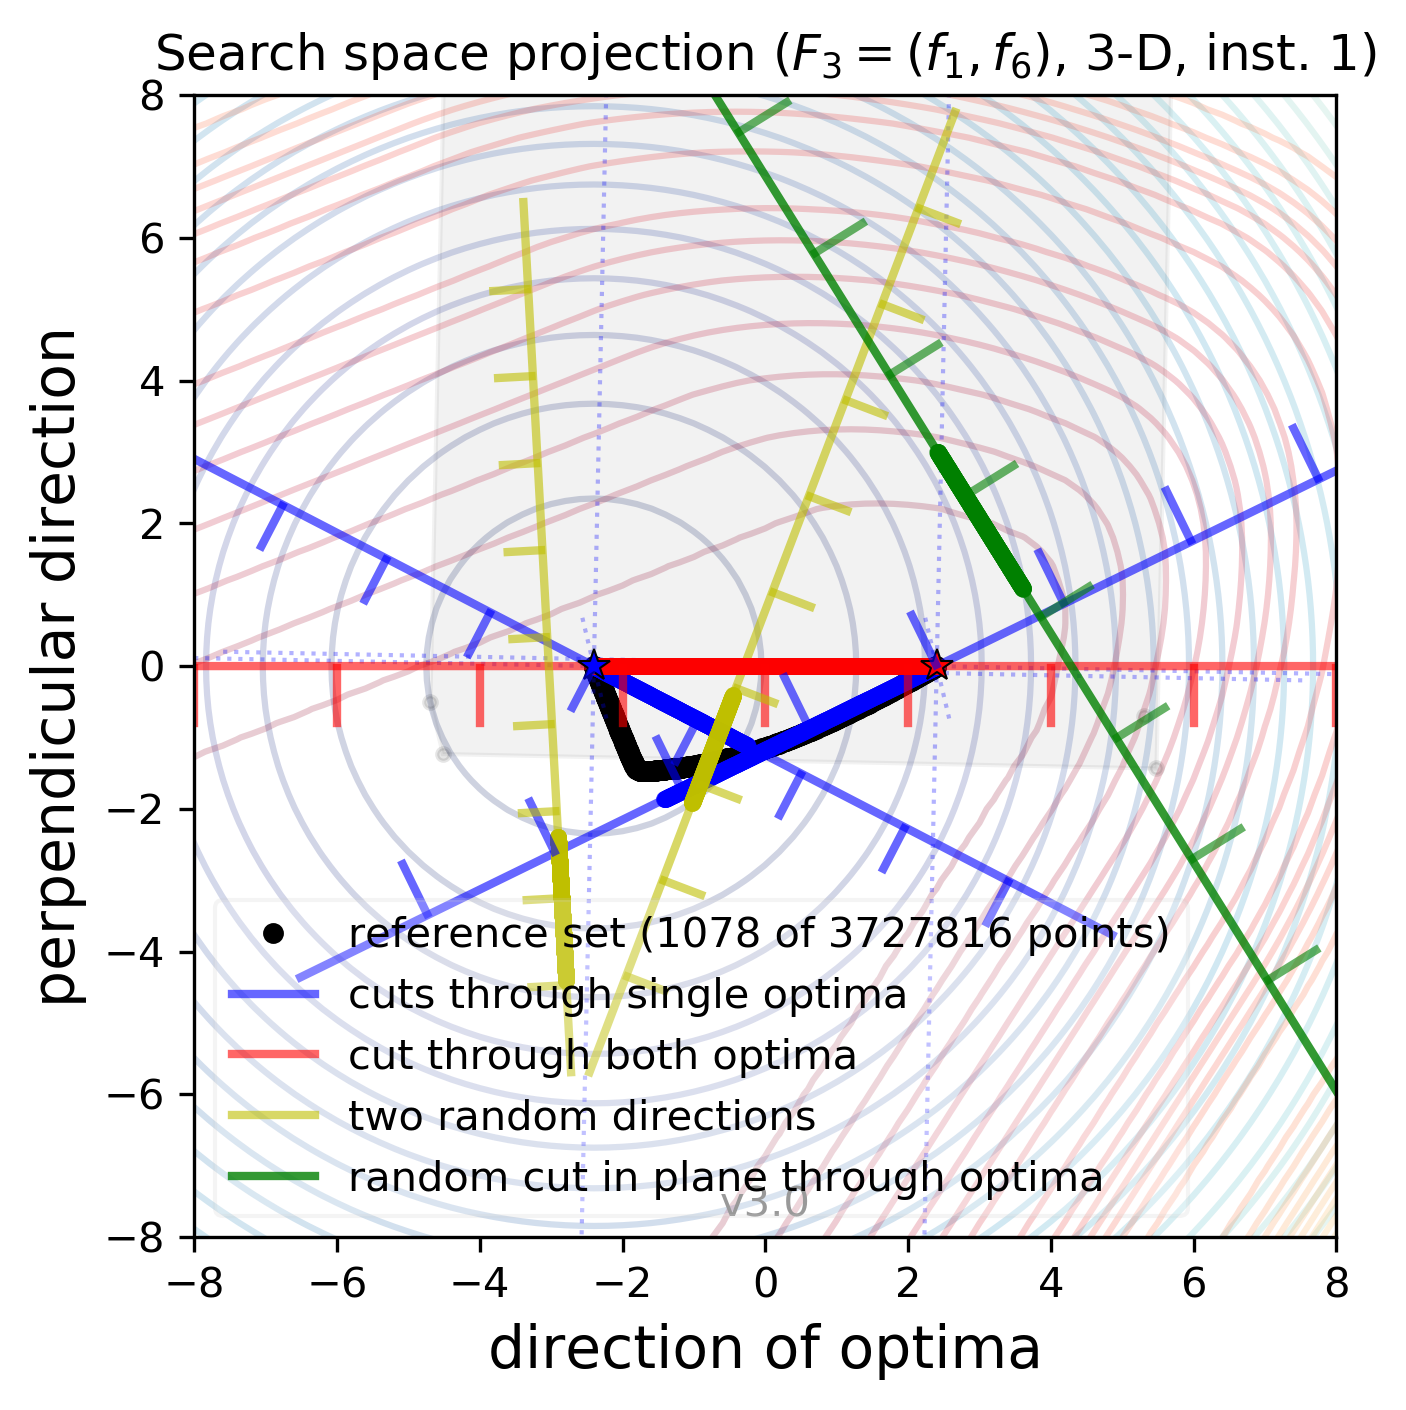 Search space projection (F₃ = (f₁, f₆), 3-D, inst. 1)
8
6
4
2
0
−2
−4
−6
−8
perpendicular direction
reference set (1078 of 3727816 points)
cuts through single optima
cut through both optima
two random directions
random cut in plane through optima
v3.0
−8 −6 −4 −2 0 2 4 6 8
direction of optima